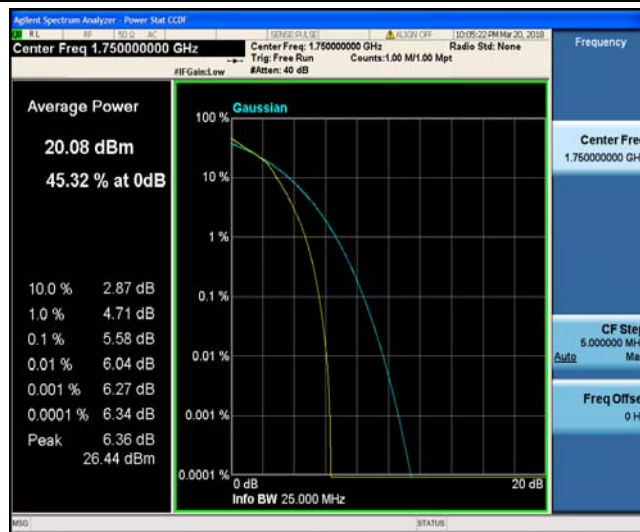 Agilent Spectrum Analyzer - Power Stat CCDF
RL RF 50 Ω AC SENSE:PULSE ALIGN OFF 10:05:22 PM Mar 20, 2018
Center Freq 1.750000000 GHz
Center Freq: 1.750000000 GHz Radio Std: None
Trig: Free Run Counts:1.00 M/1.00 Mpt
#IFGain:Low #Atten: 40 dB
Frequency
Average Power
20.08 dBm
45.32 % at 0dB
10.0 % 2.87 dB
1.0 % 4.71 dB
0.1 % 5.58 dB
0.01 % 6.04 dB
0.001 % 6.27 dB
0.0001 % 6.34 dB
Peak 6.36 dB
26.44 dBm
Gaussian
100 %
10 %
1 %
0.1 %
0.01 %
0.001 %
0.0001 %
0 dB 20 dB
Info BW 25.000 MHz
Center Fre
1.750000000 GH
CF Step
5.000000 MH
Auto Ma
Freq Offse
0 H
MSG STATUS